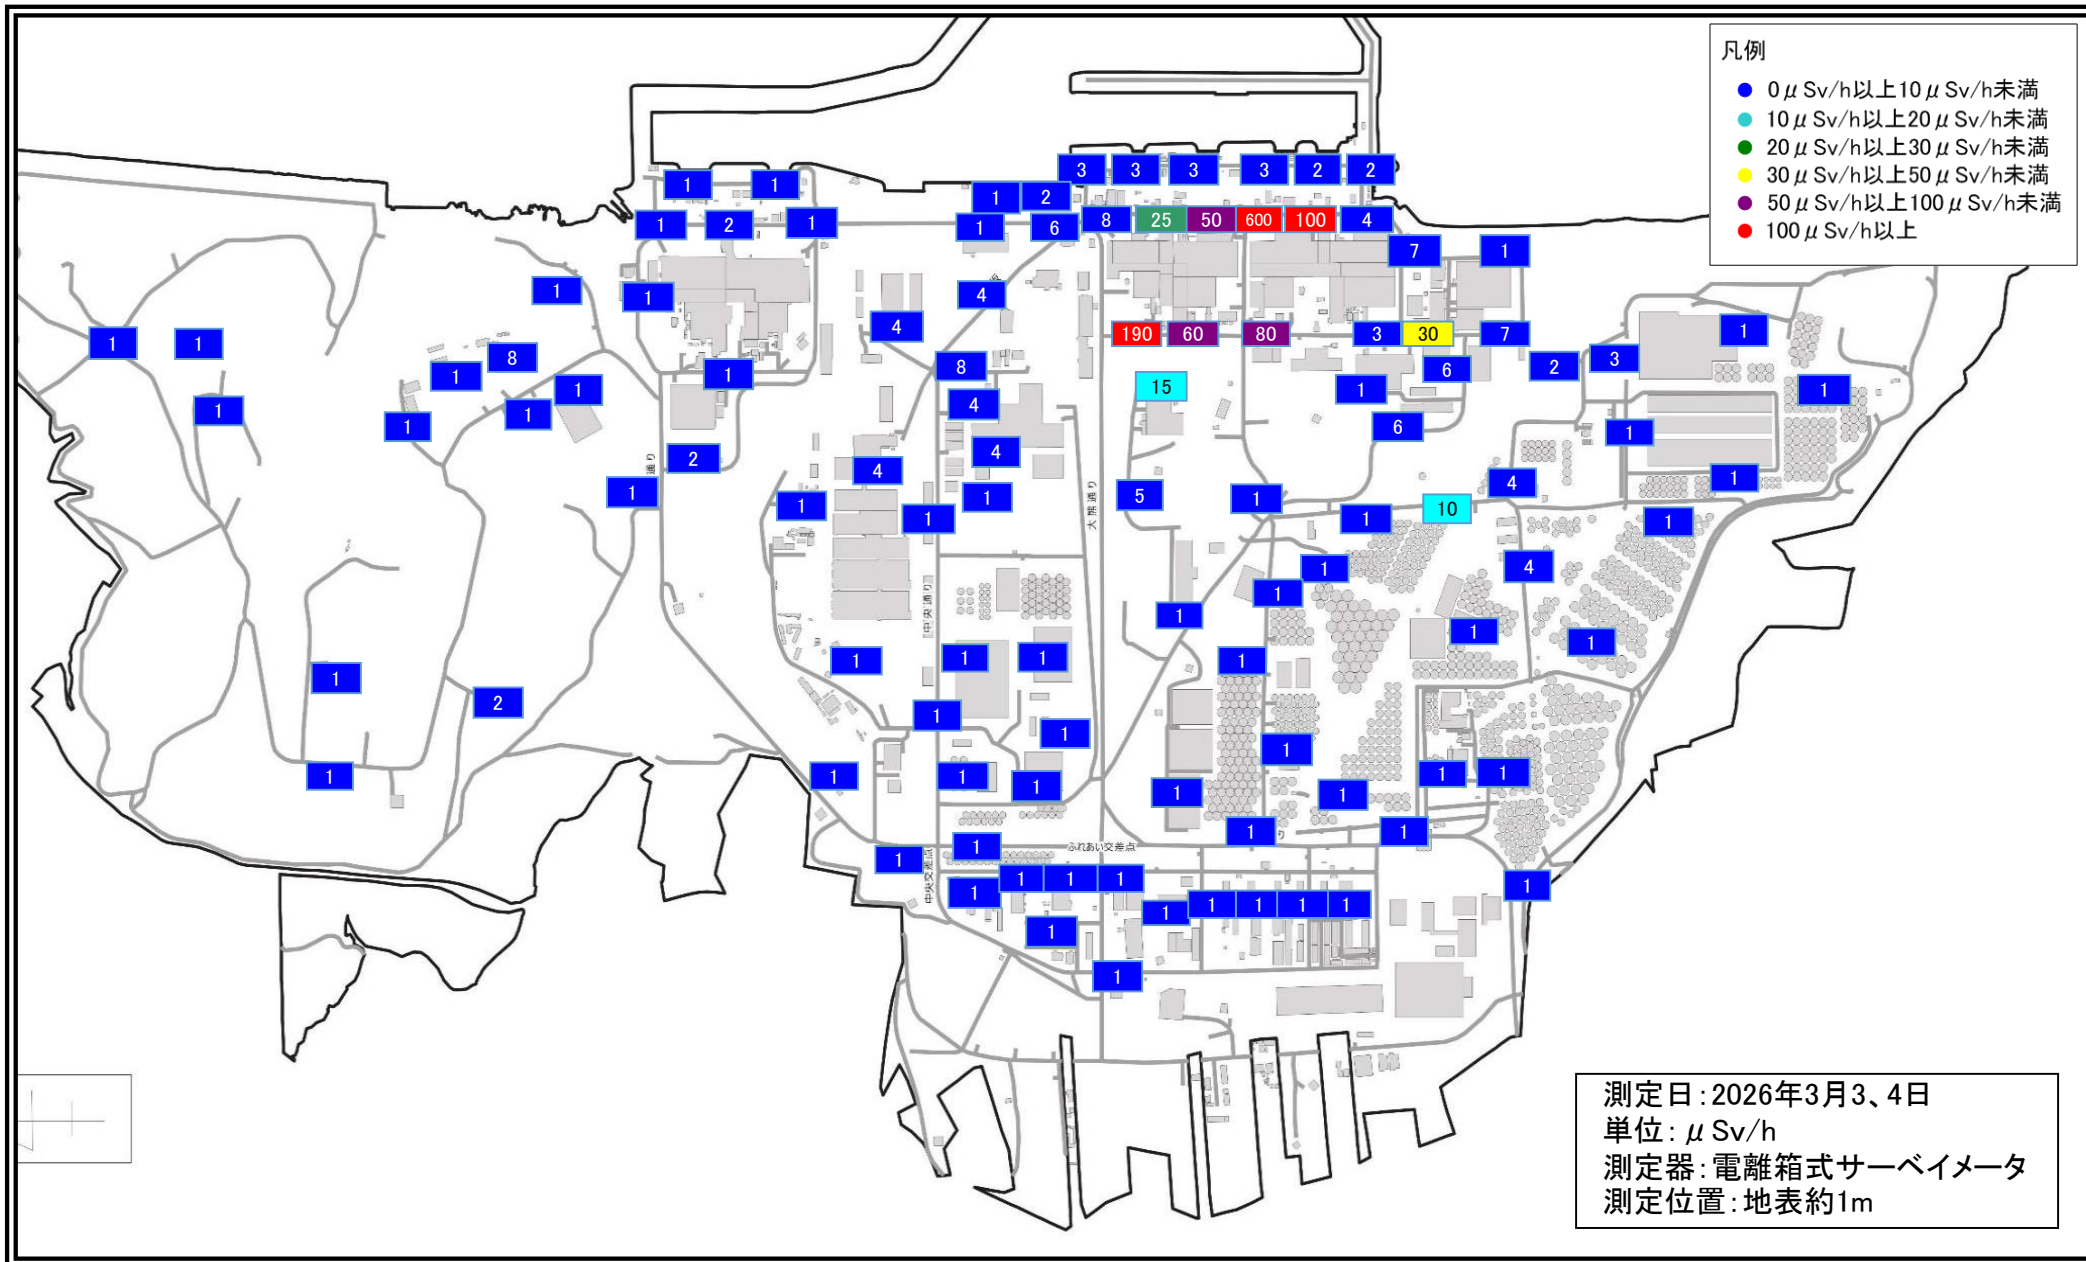 凡例
0μSv/h以上10μSv/h未満
10μSv/h以上20μSv/h未満
20μSv/h以上30μSv/h未満
30μSv/h以上50μSv/h未満
50μSv/h以上100μSv/h未満
100μSv/h以上
3 3 3 3 2 2
1 1
1 2
1 2 1
1 6 8 25 50 600 100 4
7 1
1 1 4
4
1 1
190 60 80 3 30 7
1
8 8 2 3
1 1 6
1 1 15 1 1
1 1 4
1 6 1
2 4 4
1 4 1
1 1 1 5 1
通り
大熊通り
1 1 10 1
1 4
1
中央通り
1
1 1
1 1 1 1
1
2
1
1 1
1 1 1 1 1
1 1 1
1 1
り
ふれあい交差点
1 1
中央交差点
1 1 1
1 1
1 1 1 1 1
1
1
測定日:2026年3月3、4日
単位:μSv/h
測定器:電離箱式サーベイメータ
測定位置:地表約1m